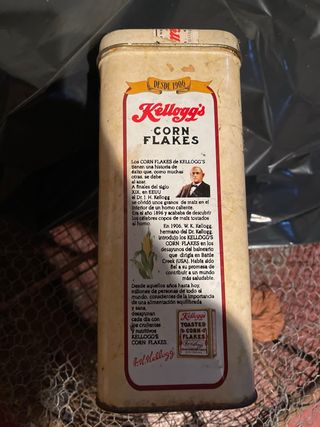 DESDE 1906
Kellogg's
CORN
FLAKES
Los CORN FLAKES de KELLOGG'S
tienen una historia de
éxito que, como muchas
otras, se debe
al azar.
A finales del siglo
XIX, en EEUU
el Dr. J. H. Kellogg
se olvidó unos granos de maíz en el
interior de un horno caliente.
Era el año 1896 y acababa de descubrir
los célebres copos de maíz tostados
al horno.
En 1906, W. K. Kellogg,
hermano del Dr. Kellogg,
introdujo los KELLOGG'S
CORN FLAKES en los
desayunos del balneario
que dirigía en Battle
Creek (USA). Había sido
fiel a su promesa de
contribuir a un mundo
más saludable.
Desde aquellos años hasta hoy,
millones de personas de todo el
mundo, conscientes de la importancia
de una alimentación equilibrada
y sana,
desayunan
cada día con
los crujientes
y nutritivos
KELLOGG'S
CORN FLAKES.
Kellogg's
TOASTED
CORN
FLAKES
W.K. Kellogg